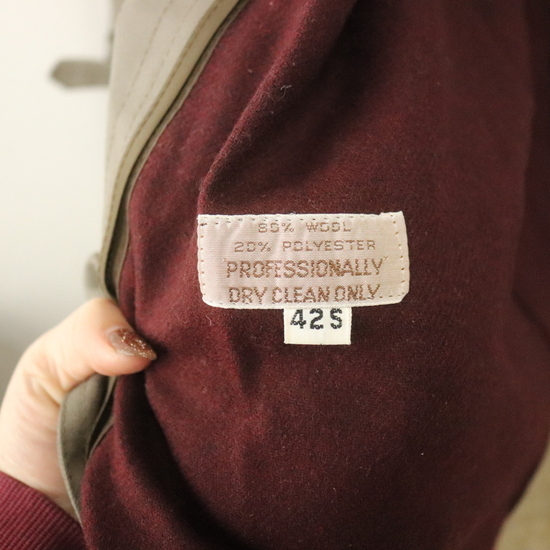 80% WOOL
20% POLYESTER
PROFESSIONALLY
DRY CLEAN ONLY
42S